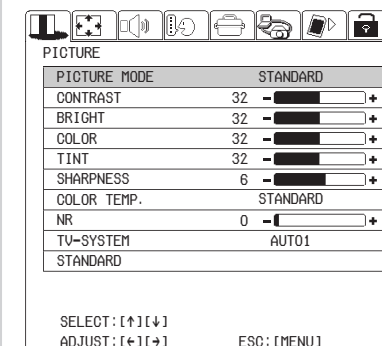 PICTURE
PICTURE MODE STANDARD
CONTRAST 32 - +
BRIGHT 32 - +
COLOR 32 - +
TINT 32 - +
SHARPNESS 6 - +
COLOR TEMP. STANDARD
NR 0 - +
TV-SYSTEM AUTO1
STANDARD
SELECT:[↑][↓]
ADJUST:[←][→] ESC:[MENU]